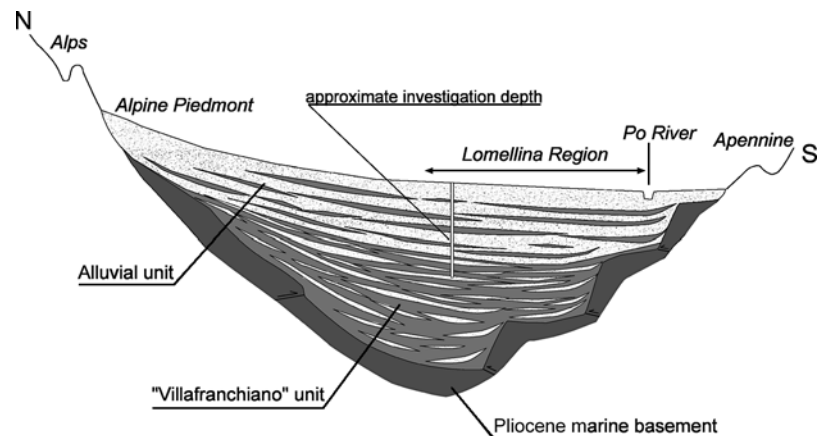 N
Alps
Alpine Piedmont
approximate investigation depth
Po River
Apennine
S
Lomellina Region
Alluvial unit
"Villafranchiano" unit
Pliocene marine basement